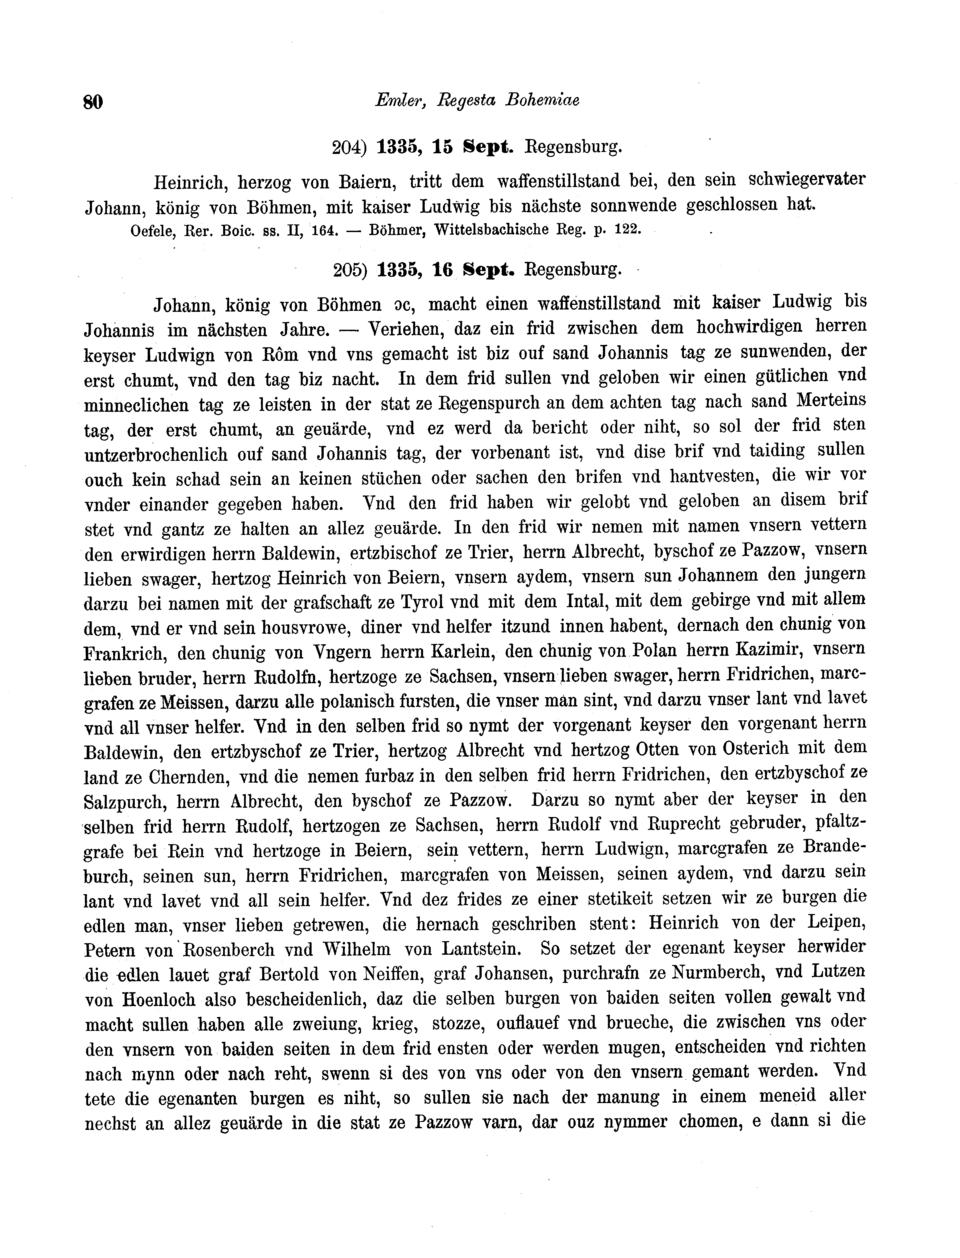 80
Emler, Regesta Bohemiae
204) 1335, 15 Sept. Regensburg.
Heinrich, herzog von Baiern, tritt dem waffenstillstand bei, den sein schwiegervater
Johann, könig von Böhmen, mit kaiser Ludwig bis nächste sonnwende geschlossen hat.
Oefele, Rer. Boic. ss. II, 164. — Böhmer, Wittelsbachische Reg. p. 122.
205) 1335, 16 Sept. Regensburg.
Johann, könig von Böhmen ɔc, macht einen waffenstillstand mit kaiser Ludwig bis
Johannis im nächsten Jahre. — Veriehen, daz ein frid zwischen dem hochwirdigen herren
keyser Ludwign von Rôm vnd vns gemacht ist biz ouf sand Johannis tag ze sunwenden, der
erst chumt, vnd den tag biz nacht. In dem frid sullen vnd geloben wir einen gütlichen vnd
minneclichen tag ze leisten in der stat ze Regenspurch an dem achten tag nach sand Merteins
tag, der erst chumt, an geuärde, vnd ez werd da bericht oder niht, so sol der frid sten
untzerbrochenlich ouf sand Johannis tag, der vorbenant ist, vnd dise brif vnd taiding sullen
ouch kein schad sein an keinen stüchen oder sachen den brifen vnd hantvesten, die wir vor
vnder einander gegeben haben. Vnd den frid haben wir gelobt vnd geloben an disem brif
stet vnd gantz ze halten an allez geuärde. In den frid wir nemen mit namen vnsern vettern
den erwirdigen herrn Baldewin, ertzbischof ze Trier, herrn Albrecht, byschof ze Pazzow, vnsern
lieben swager, hertzog Heinrich von Beiern, vnsern aydem, vnsern sun Johannem den jungern
darzu bei namen mit der grafschaft ze Tyrol vnd mit dem Intal, mit dem gebirge vnd mit allem
dem, vnd er vnd sein housvrowe, diner vnd helfer itzund innen habent, dernach den chunig von
Frankrich, den chunig von Vngern herrn Karlein, den chunig von Polan herrn Kazimir, vnsern
lieben bruder, herrn Rudolfn, hertzoge ze Sachsen, vnsern lieben swager, herrn Fridrichen, marc-
grafen ze Meissen, darzu alle polanisch fursten, die vnser man sint, vnd darzu vnser lant vnd lavet
vnd all vnser helfer. Vnd in den selben frid so nymt der vorgenant keyser den vorgenant herrn
Baldewin, den ertzbyschof ze Trier, hertzog Albrecht vnd hertzog Otten von Osterich mit dem
land ze Chernden, vnd die nemen furbaz in den selben frid herrn Fridrichen, den ertzbyschof ze
Salzpurch, herrn Albrecht, den byschof ze Pazzow. Darzu so nymt aber der keyser in den
selben frid herrn Rudolf, hertzogen ze Sachsen, herrn Rudolf vnd Ruprecht gebruder, pfaltz-
grafe bei Rein vnd hertzoge in Beiern, sein vettern, herrn Ludwign, marcgrafen ze Brande-
burch, seinen sun, herrn Fridrichen, marcgrafen von Meissen, seinen aydem, vnd darzu sein
lant vnd lavet vnd all sein helfer. Vnd dez frides ze einer stetikeit setzen wir ze burgen die
edlen man, vnser lieben getrewen, die hernach geschriben stent: Heinrich von der Leipen,
Petern von Rosenberch vnd Wilhelm von Lantstein. So setzet der egenant keyser herwider
die edlen lauet graf Bertold von Neiffen, graf Johansen, purchrafn ze Nurmberch, vnd Lutzen
von Hoenloch also bescheidenlich, daz die selben burgen von baiden seiten vollen gewalt vnd
macht sullen haben alle zweiung, krieg, stozze, ouflauef vnd brueche, die zwischen vns oder
den vnsern von baiden seiten in dem frid ensten oder werden mugen, entscheiden vnd richten
nach mynn oder nach reht, swenn si des von vns oder von den vnsern gemant werden. Vnd
tete die egenanten burgen es niht, so sullen sie nach der manung in einem meneid aller
nechst an allez geuärde in die stat ze Pazzow varn, dar ouz nymmer chomen, e dann si die